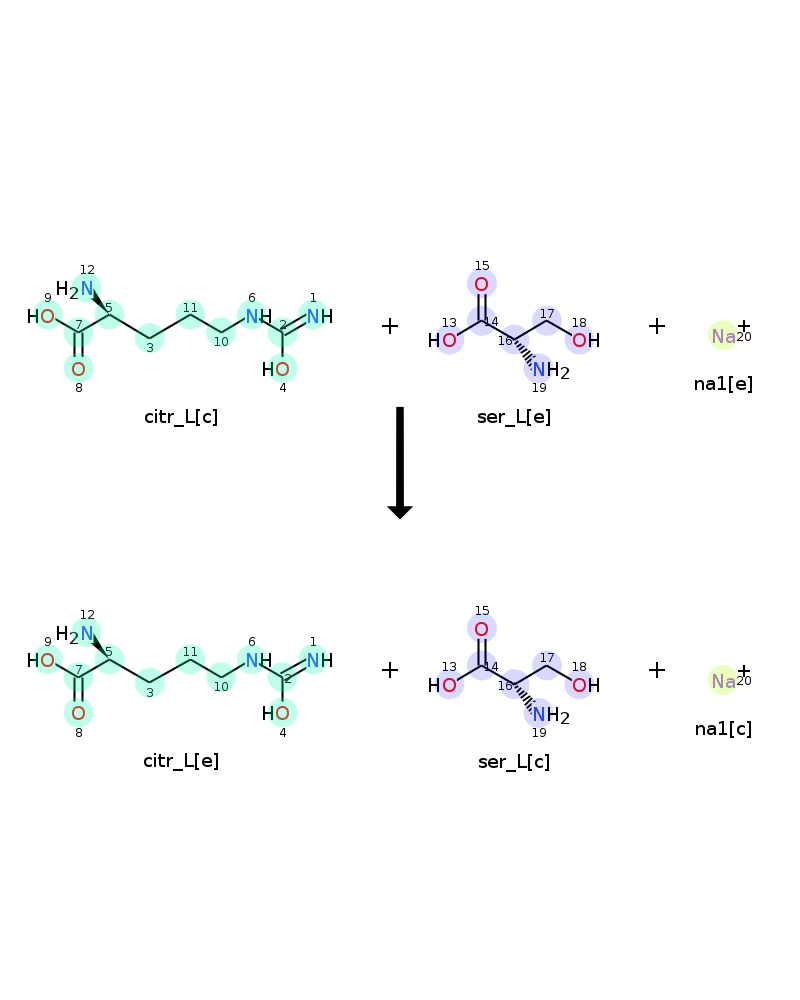 15
12
9 H2N 5 11 6 1 O 17 18
HO 7 NH 2 NH + 13 14 + Na+ 20
3 10 HO 16 OH
O HO NH2 na1[e]
8 4 19
citr_L[c] ser_L[e]
15
12
9 H2N 5 11 6 1 O 17 18
HO 7 NH 2 NH + 13 14 + Na+ 20
3 10 HO 16 OH
O HO NH2 na1[c]
8 4 19
citr_L[e] ser_L[c]